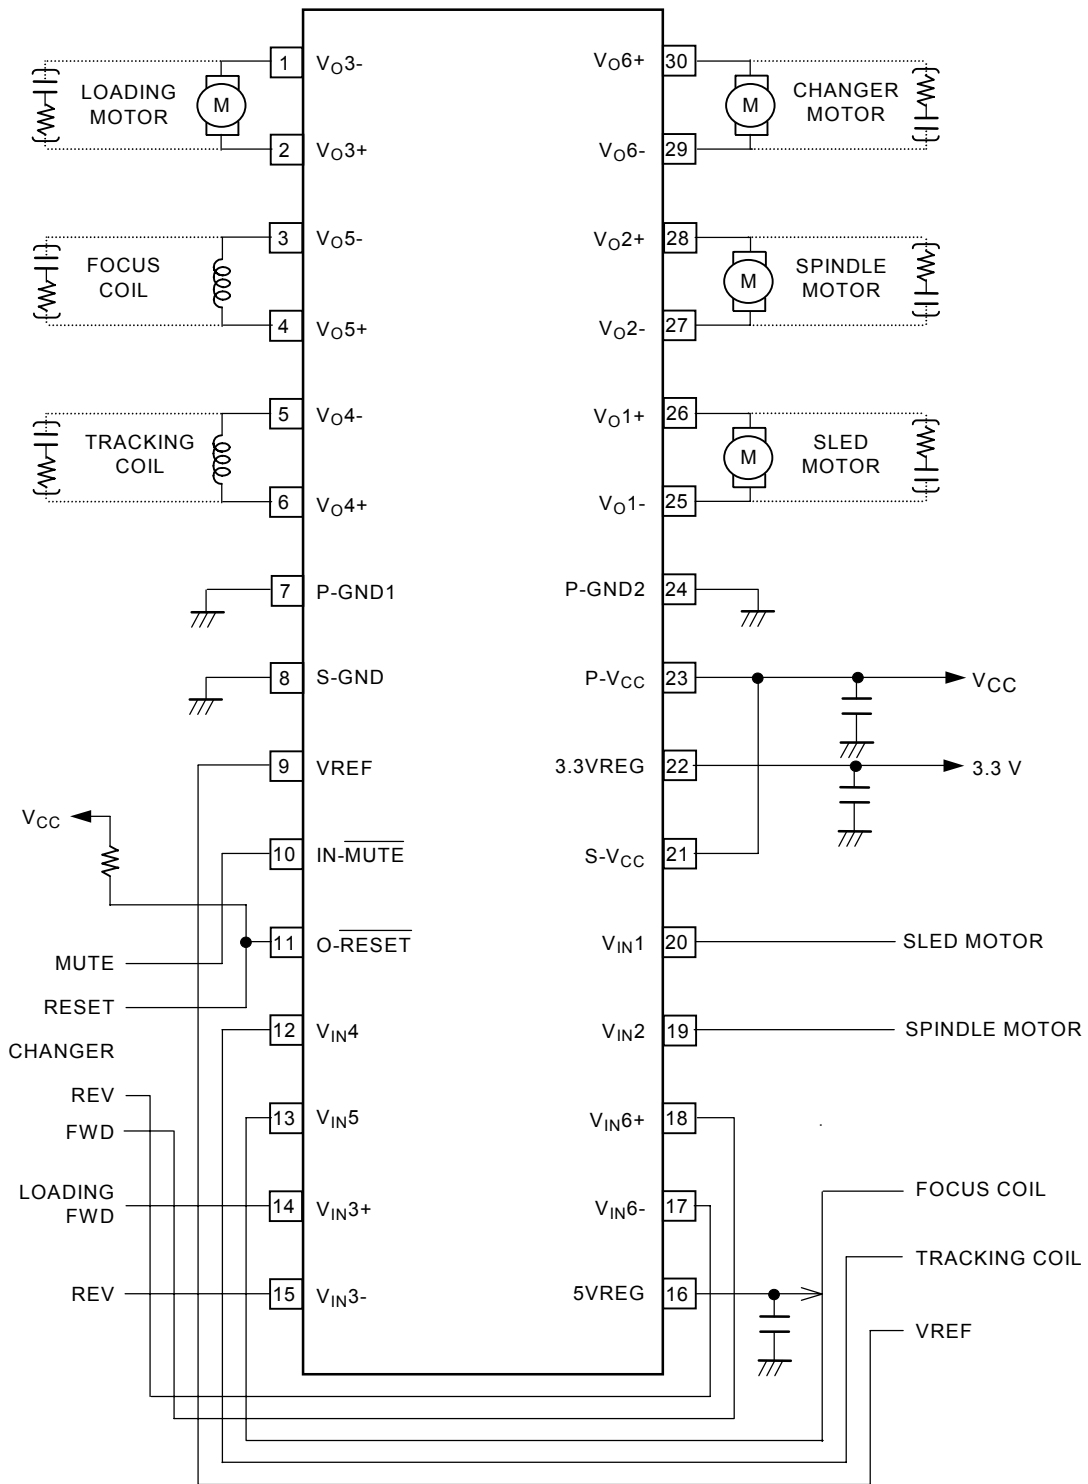 LOADING
MOTOR
M
1
VO3-
2
VO3+
FOCUS
COIL
3
VO5-
4
VO5+
TRACKING
COIL
5
VO4-
6
VO4+
7
P-GND1
8
S-GND
9
VREF
VCC
10
IN-MUTE
11
O-RESET
MUTE
RESET
12
VIN4
CHANGER
REV
FWD
13
VIN5
LOADING
FWD
14
VIN3+
REV
15
VIN3-
VO6+
30
VO6-
29
M
CHANGER
MOTOR
VO2+
28
VO2-
27
M
SPINDLE
MOTOR
VO1+
26
VO1-
25
M
SLED
MOTOR
P-GND2
24
P-VCC
23
VCC
3.3VREG
22
3.3 V
S-VCC
21
VIN1
20
SLED MOTOR
VIN2
19
SPINDLE MOTOR
VIN6+
18
VIN6-
17
FOCUS COIL
TRACKING COIL
5VREG
16
VREF